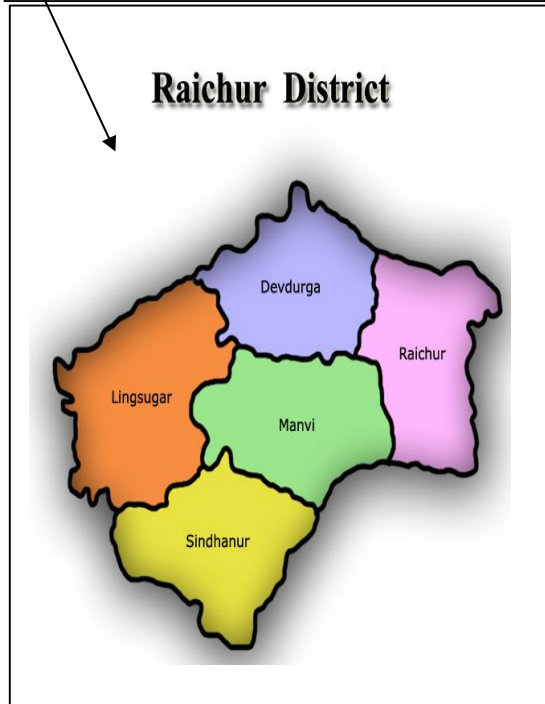 Raichur District
Devdurga
Raichur
Lingsugar
Manvi
Sindhanur